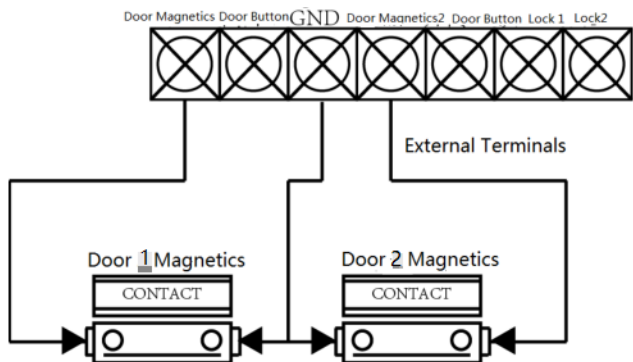 Door Magnetics Door Button GND Door Magnetics2 Door Button Lock 1 Lock2
External Terminals
Door 1 Magnetics Door 2 Magnetics
CONTACT CONTACT